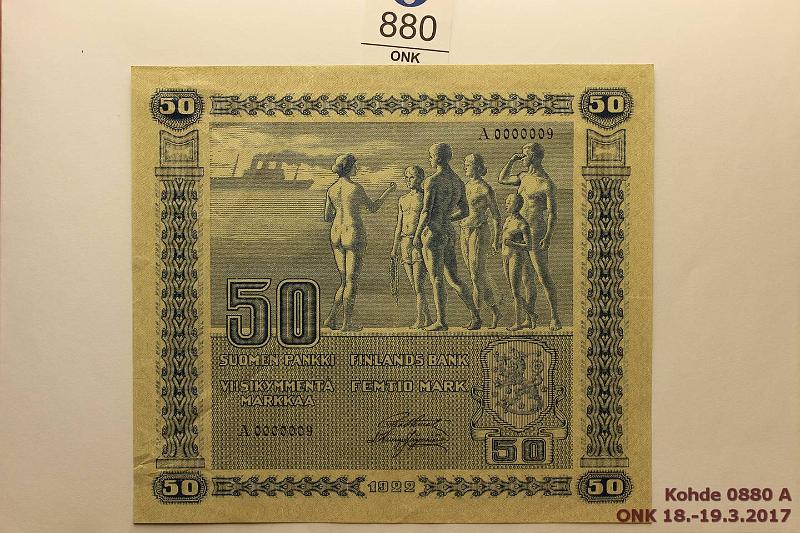 880
ONK
50 50
A 0000009
50
SUOMEN PANKKI FINLANDS BANK
VIISIKYMMENTÄ FEMTIO MARK
MARKKAA
A 0000009
50
50 1922 50
Kohde 0880 A
ONK 18.-19.3.2017